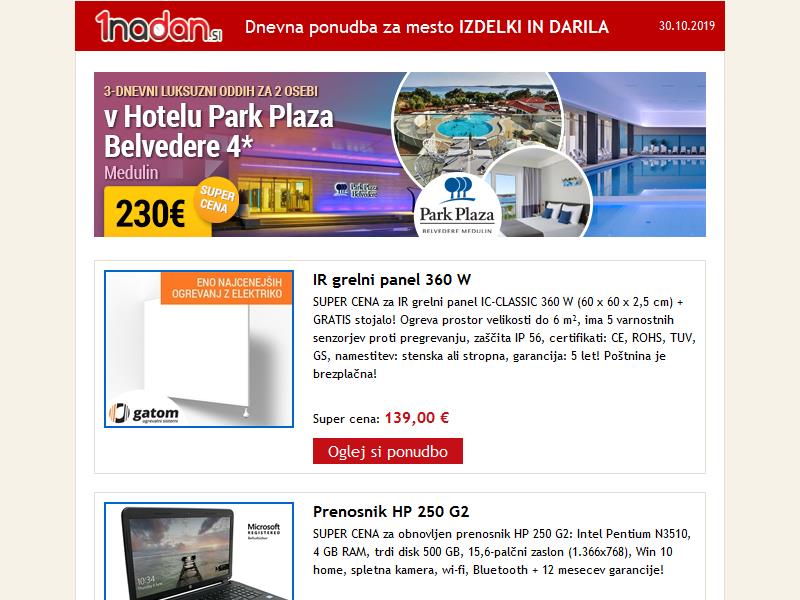 1nadan.si
Dnevna ponudba za mesto IZDELKI IN DARILA
30.10.2019
3-DNEVNI LUKSUZNI ODDIH ZA 2 OSEBI
v Hotelu Park Plaza
Belvedere 4*
Medulin
230€
SUPER
CENA
Park Plaza
Belvedere
Park Plaza
BELVEDERE MEDULIN
ENO NAJCENEJŠIH
OGREVANJ Z ELEKTRIKO
gatom
ogrevalni sistemi
IR grelni panel 360 W
SUPER CENA za IR grelni panel IC-CLASSIC 360 W (60 x 60 x 2,5 cm) +
GRATIS stojalo! Ogreva prostor velikosti do 6 m², ima 5 varnostnih
senzorjev proti pregrevanju, zaščita IP 56, certifikati: CE, ROHS, TUV,
GS, namestitev: stenska ali stropna, garancija: 5 let! Poštnina je
brezplačna!
Super cena: 139,00 €
Oglej si ponudbo
Microsoft
REGISTERED
Refurbisher
10:34
Prenosnik HP 250 G2
SUPER CENA za obnovljen prenosnik HP 250 G2: Intel Pentium N3510,
4 GB RAM, trdi disk 500 GB, 15,6-palčni zaslon (1.366x768), Win 10
home, spletna kamera, wi-fi, Bluetooth + 12 mesecev garancije!